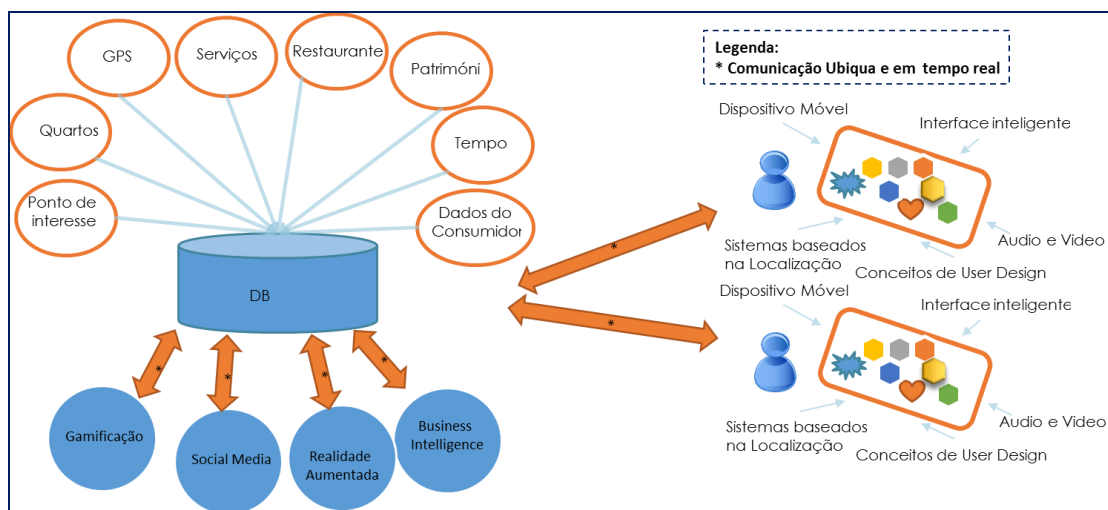 GPS
Serviços
Restaurante
Patrimóni
Quartos
Tempo
Ponto de
interesse
Dados do
Consumidor
DB
*
*
*
*
*
*
Gamificação
Social Media
Realidade
Aumentada
Business
Intelligence
Legenda:
* Comunicação Ubiqua e em tempo real
Dispositivo Móvel
Interface inteligente
Sistemas baseados
na Localização
Audio e Video
Conceitos de User Design
Dispositivo Móvel
Interface inteligente
Sistemas baseados
na Localização
Audio e Video
Conceitos de User Design